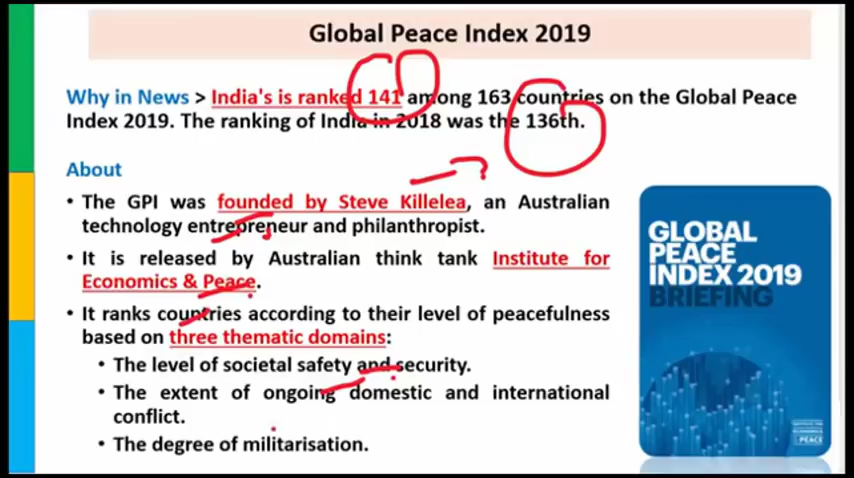 Global Peace Index 2019
Why in News > India's is ranked 141 among 163 countries on the Global Peace
Index 2019. The ranking of India in 2018 was the 136th.
About
• The GPI was founded by Steve Killelea, an Australian
technology entrepreneur and philanthropist.
• It is released by Australian think tank Institute for
Economics & Peace.
• It ranks countries according to their level of peacefulness
based on three thematic domains:
• The level of societal safety and security.
• The extent of ongoing domestic and international
conflict.
• The degree of militarisation.
GLOBAL
PEACE
INDEX 2019
BRIEFING
& PEACE